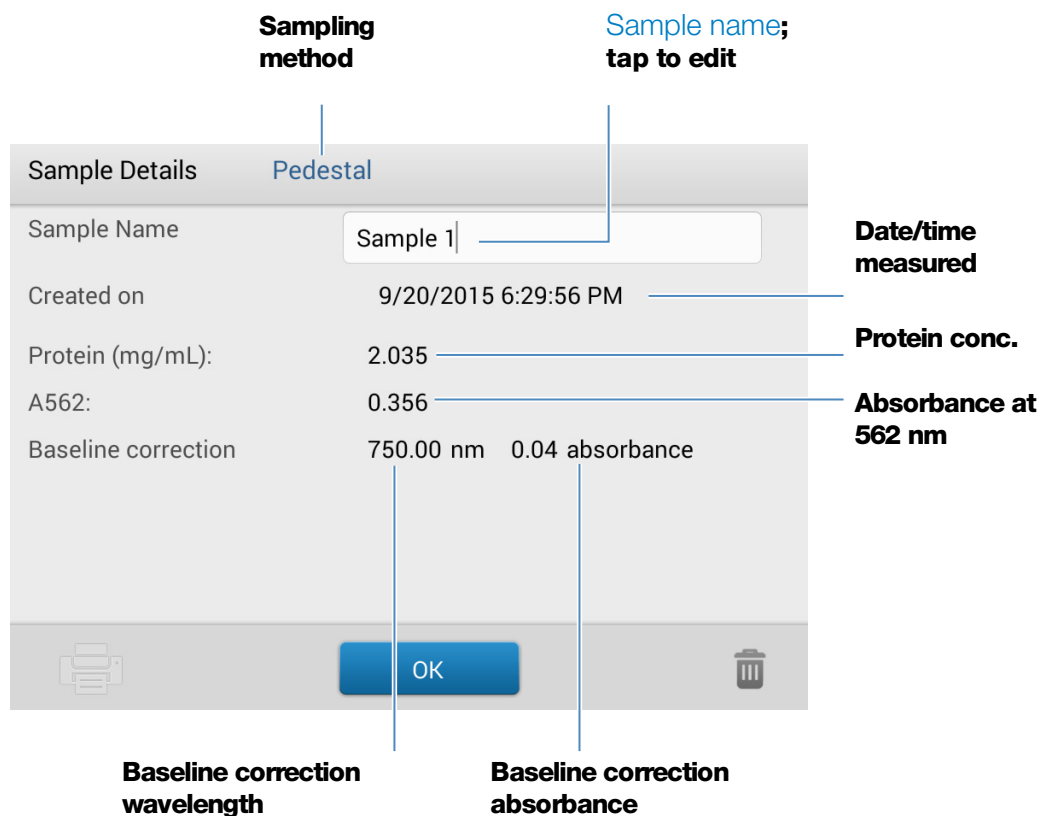 Sampling
method
Sample name;
tap to edit
Sample Details Pedestal
Sample Name Sample 1
Date/time
measured
Created on 9/20/2015 6:29:56 PM
Protein conc.
Protein (mg/mL): 2.035
A562: 0.356
Absorbance at
562 nm
Baseline correction 750.00 nm 0.04 absorbance
OK
Baseline correction
wavelength
Baseline correction
absorbance